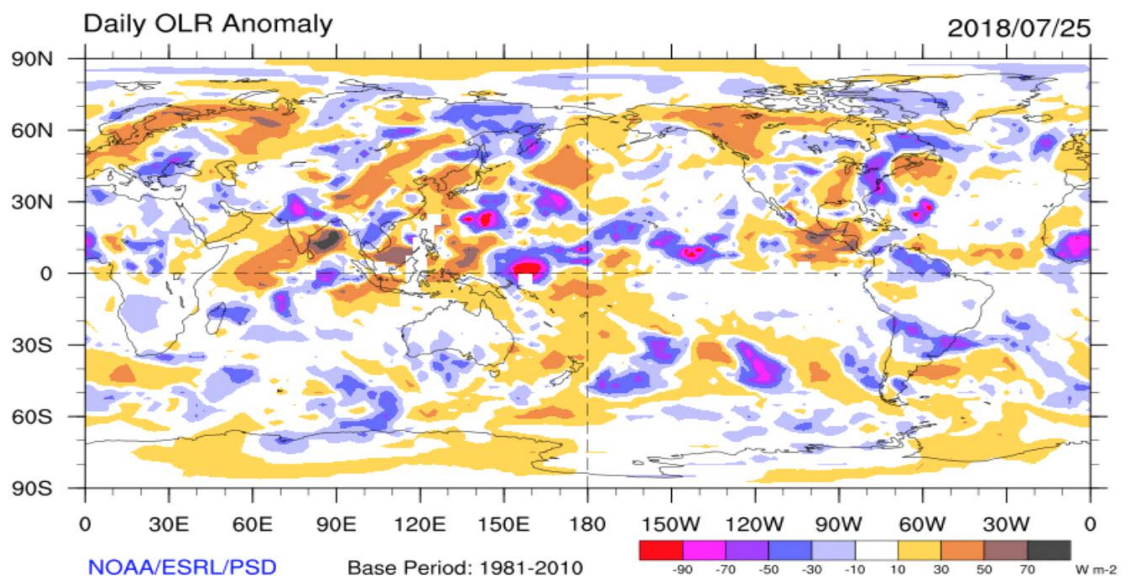 Daily OLR Anomaly 2018/07/25
90N
60N
30N
0
30S
60S
90S
0 30E 60E 90E 120E 150E 180 150W 120W 90W 60W 30W 0
NOAA/ESRL/PSD Base Period: 1981-2010
-90 -70 -50 -30 -10 10 30 50 70 W m-2